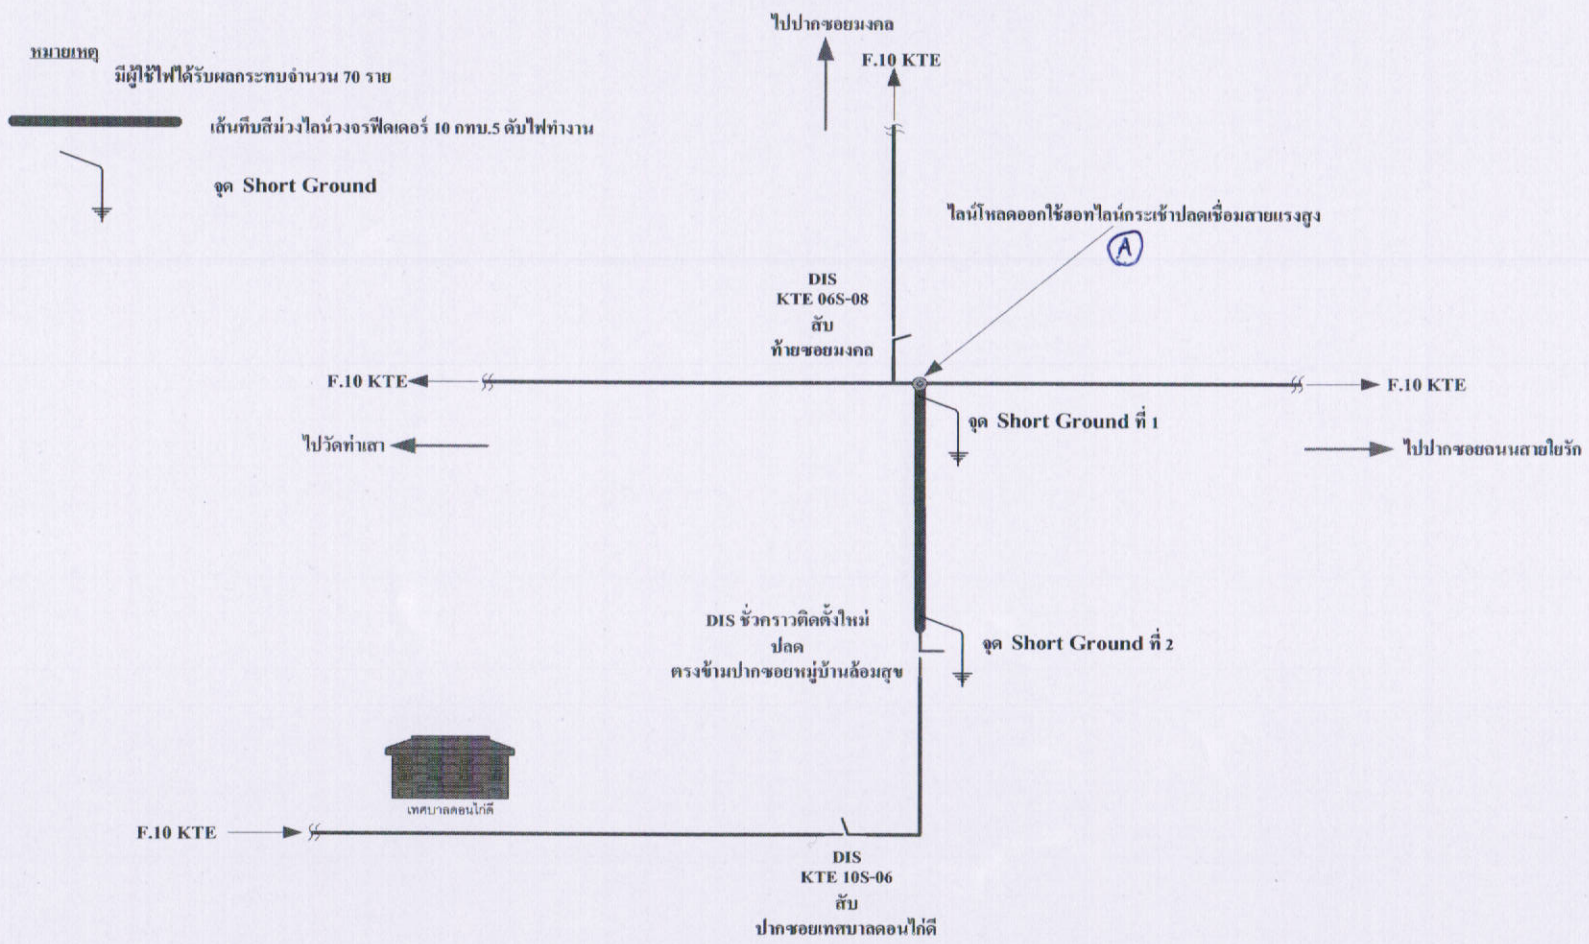 หมายเหตุ
มีผู้ใช้ไฟได้รับผลกระทบจำนวน 70 ราย
เส้นทึบสีม่วงไลน์วงจรฟีดเดอร์ 10 กทบ.5 ดับไฟทำงาน
จุด Short Ground
ไปปากซอยมงคล
F.10 KTE
ไลน์โหลดออกใช้ฮอทไลน์กระเช้าปลดเชื่อมสายแรงสูง
A
DIS
KTE 06S-08
สับ
ท้ายซอยมงคล
F.10 KTE
F.10 KTE
จุด Short Ground ที่ 1
ไปวัดท่าเสา
ไปปากซอยถนนสายใยรัก
DIS ชั่วคราวติดตั้งใหม่
ปลด
ตรงข้ามปากซอยหมู่บ้านล้อมสุข
จุด Short Ground ที่ 2
เทศบาลดอนไก่ดี
F.10 KTE
DIS
KTE 10S-06
สับ
ปากซอยเทศบาลดอนไก่ดี